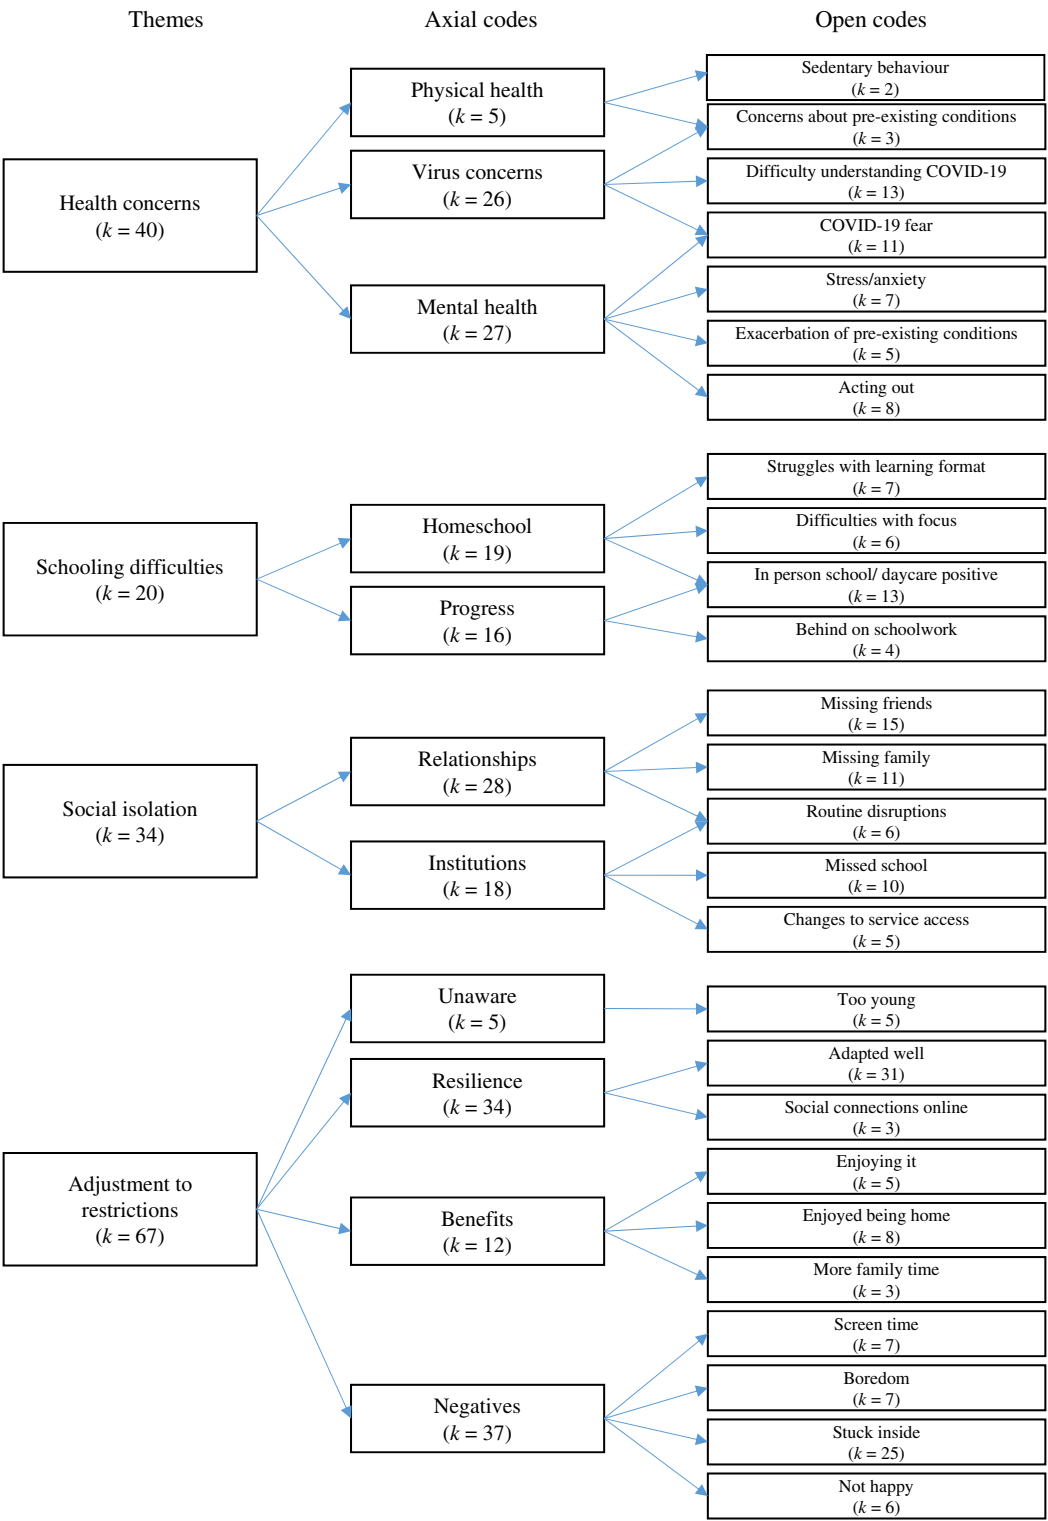 Themes
Axial codes
Open codes
Health concerns
(k = 40)
Physical health
(k = 5)
Virus concerns
(k = 26)
Mental health
(k = 27)
Sedentary behaviour
(k = 2)
Concerns about pre-existing conditions
(k = 3)
Difficulty understanding COVID-19
(k = 13)
COVID-19 fear
(k = 11)
Stress/anxiety
(k = 7)
Exacerbation of pre-existing conditions
(k = 5)
Acting out
(k = 8)
Schooling difficulties
(k = 20)
Homeschool
(k = 19)
Progress
(k = 16)
Struggles with learning format
(k = 7)
Difficulties with focus
(k = 6)
In person school/ daycare positive
(k = 13)
Behind on schoolwork
(k = 4)
Social isolation
(k = 34)
Relationships
(k = 28)
Institutions
(k = 18)
Missing friends
(k = 15)
Missing family
(k = 11)
Routine disruptions
(k = 6)
Missed school
(k = 10)
Changes to service access
(k = 5)
Adjustment to
restrictions
(k = 67)
Unaware
(k = 5)
Resilience
(k = 34)
Benefits
(k = 12)
Negatives
(k = 37)
Too young
(k = 5)
Adapted well
(k = 31)
Social connections online
(k = 3)
Enjoying it
(k = 5)
Enjoyed being home
(k = 8)
More family time
(k = 3)
Screen time
(k = 7)
Boredom
(k = 7)
Stuck inside
(k = 25)
Not happy
(k = 6)